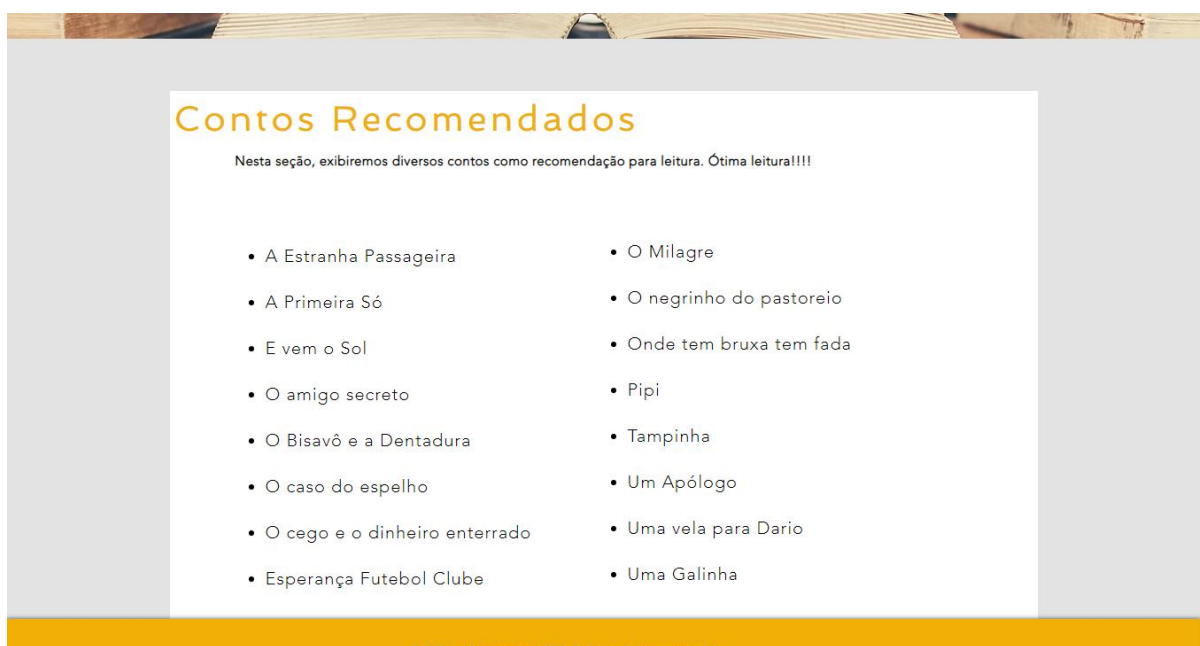 Contos Recomendados
Nesta seção, exibiremos diversos contos como recomendação para leitura. Ótima leitura!!!!
• A Estranha Passageira
• A Primeira Só
• E vem o Sol
• O amigo secreto
• O Bisavô e a Dentadura
• O caso do espelho
• O cego e o dinheiro enterrado
• Esperança Futebol Clube
• O Milagre
• O negrinho do pastoreio
• Onde tem bruxa tem fada
• Pipi
• Tampinha
• Um Apólogo
• Uma vela para Dario
• Uma Galinha